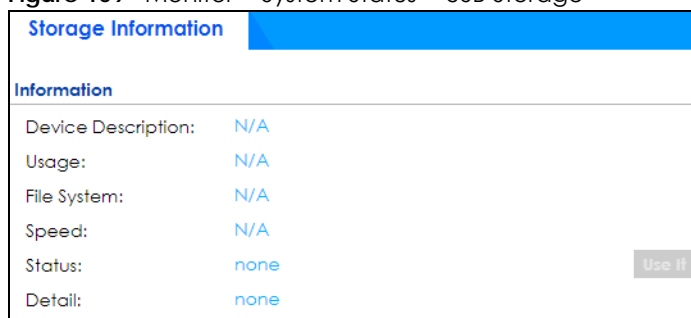 Storage Information
Information
Device Description: N/A
Usage: N/A
File System: N/A
Speed: N/A
Status: none Use It
Detail: none